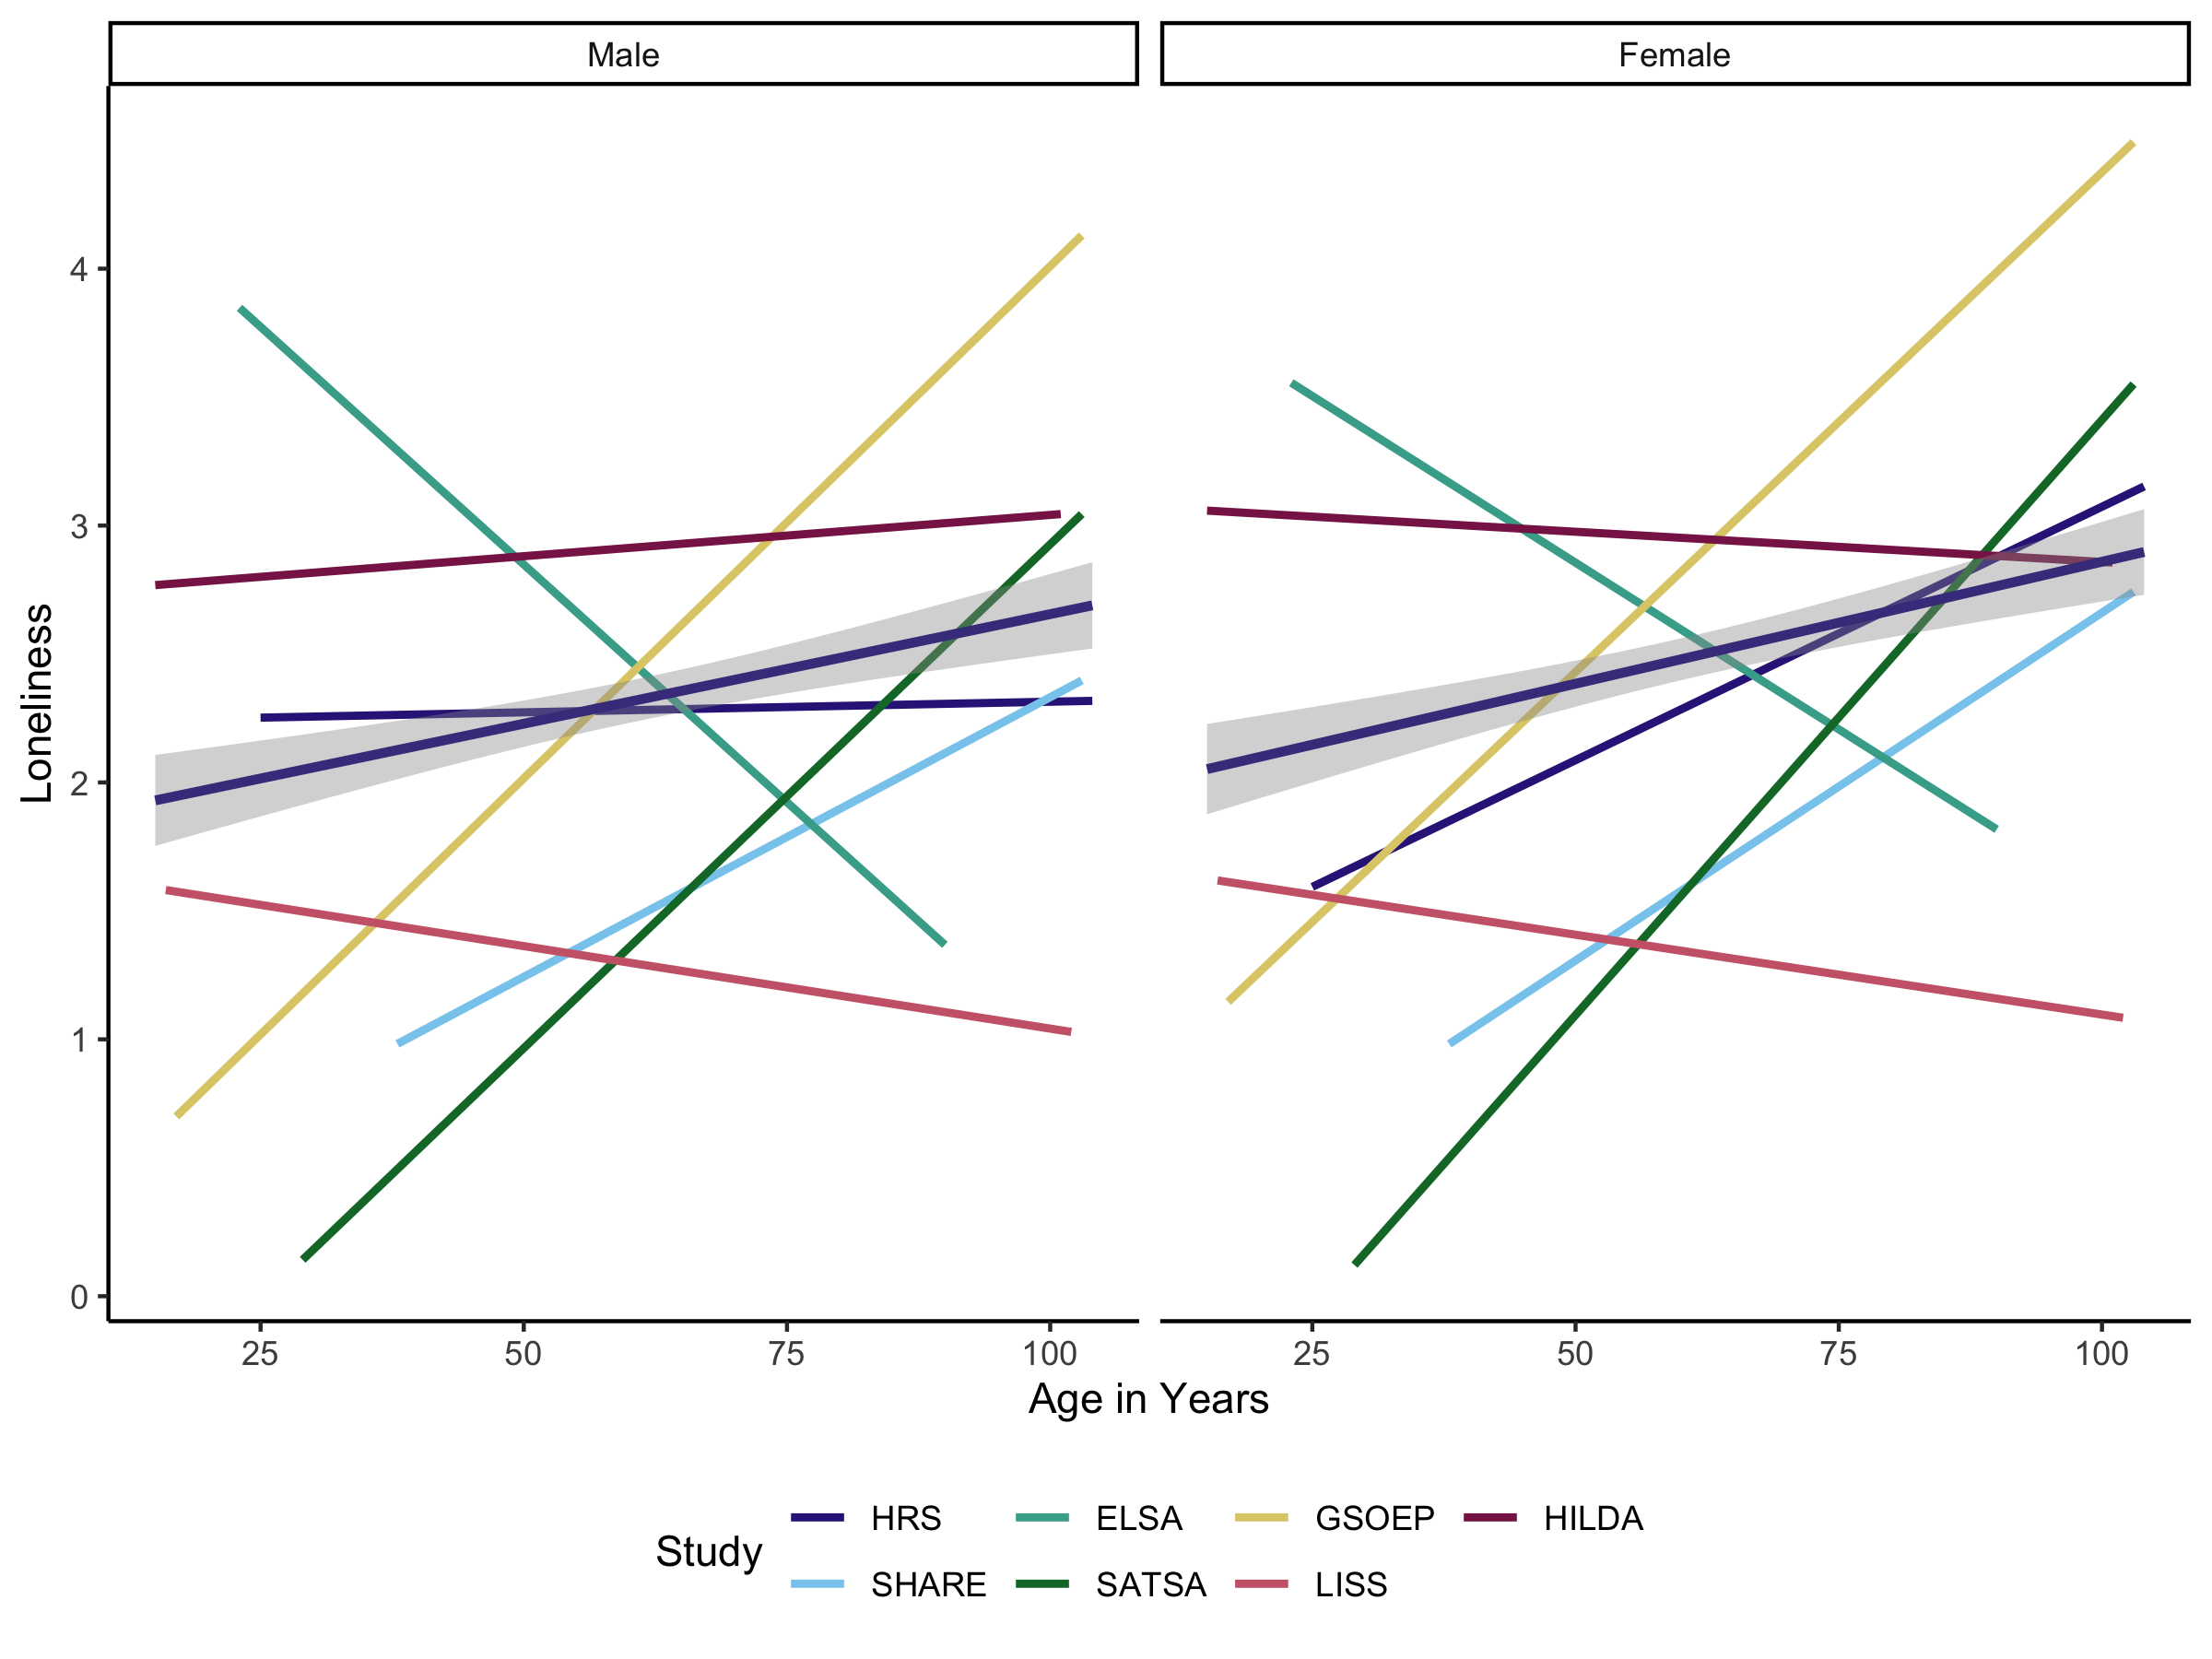 Male
Female
Loneliness
4
3
2
1
0
25 50 75 100
25 50 75 100
Age in Years
Study
HRS ELSA GSOEP HILDA
SHARE SATSA LISS